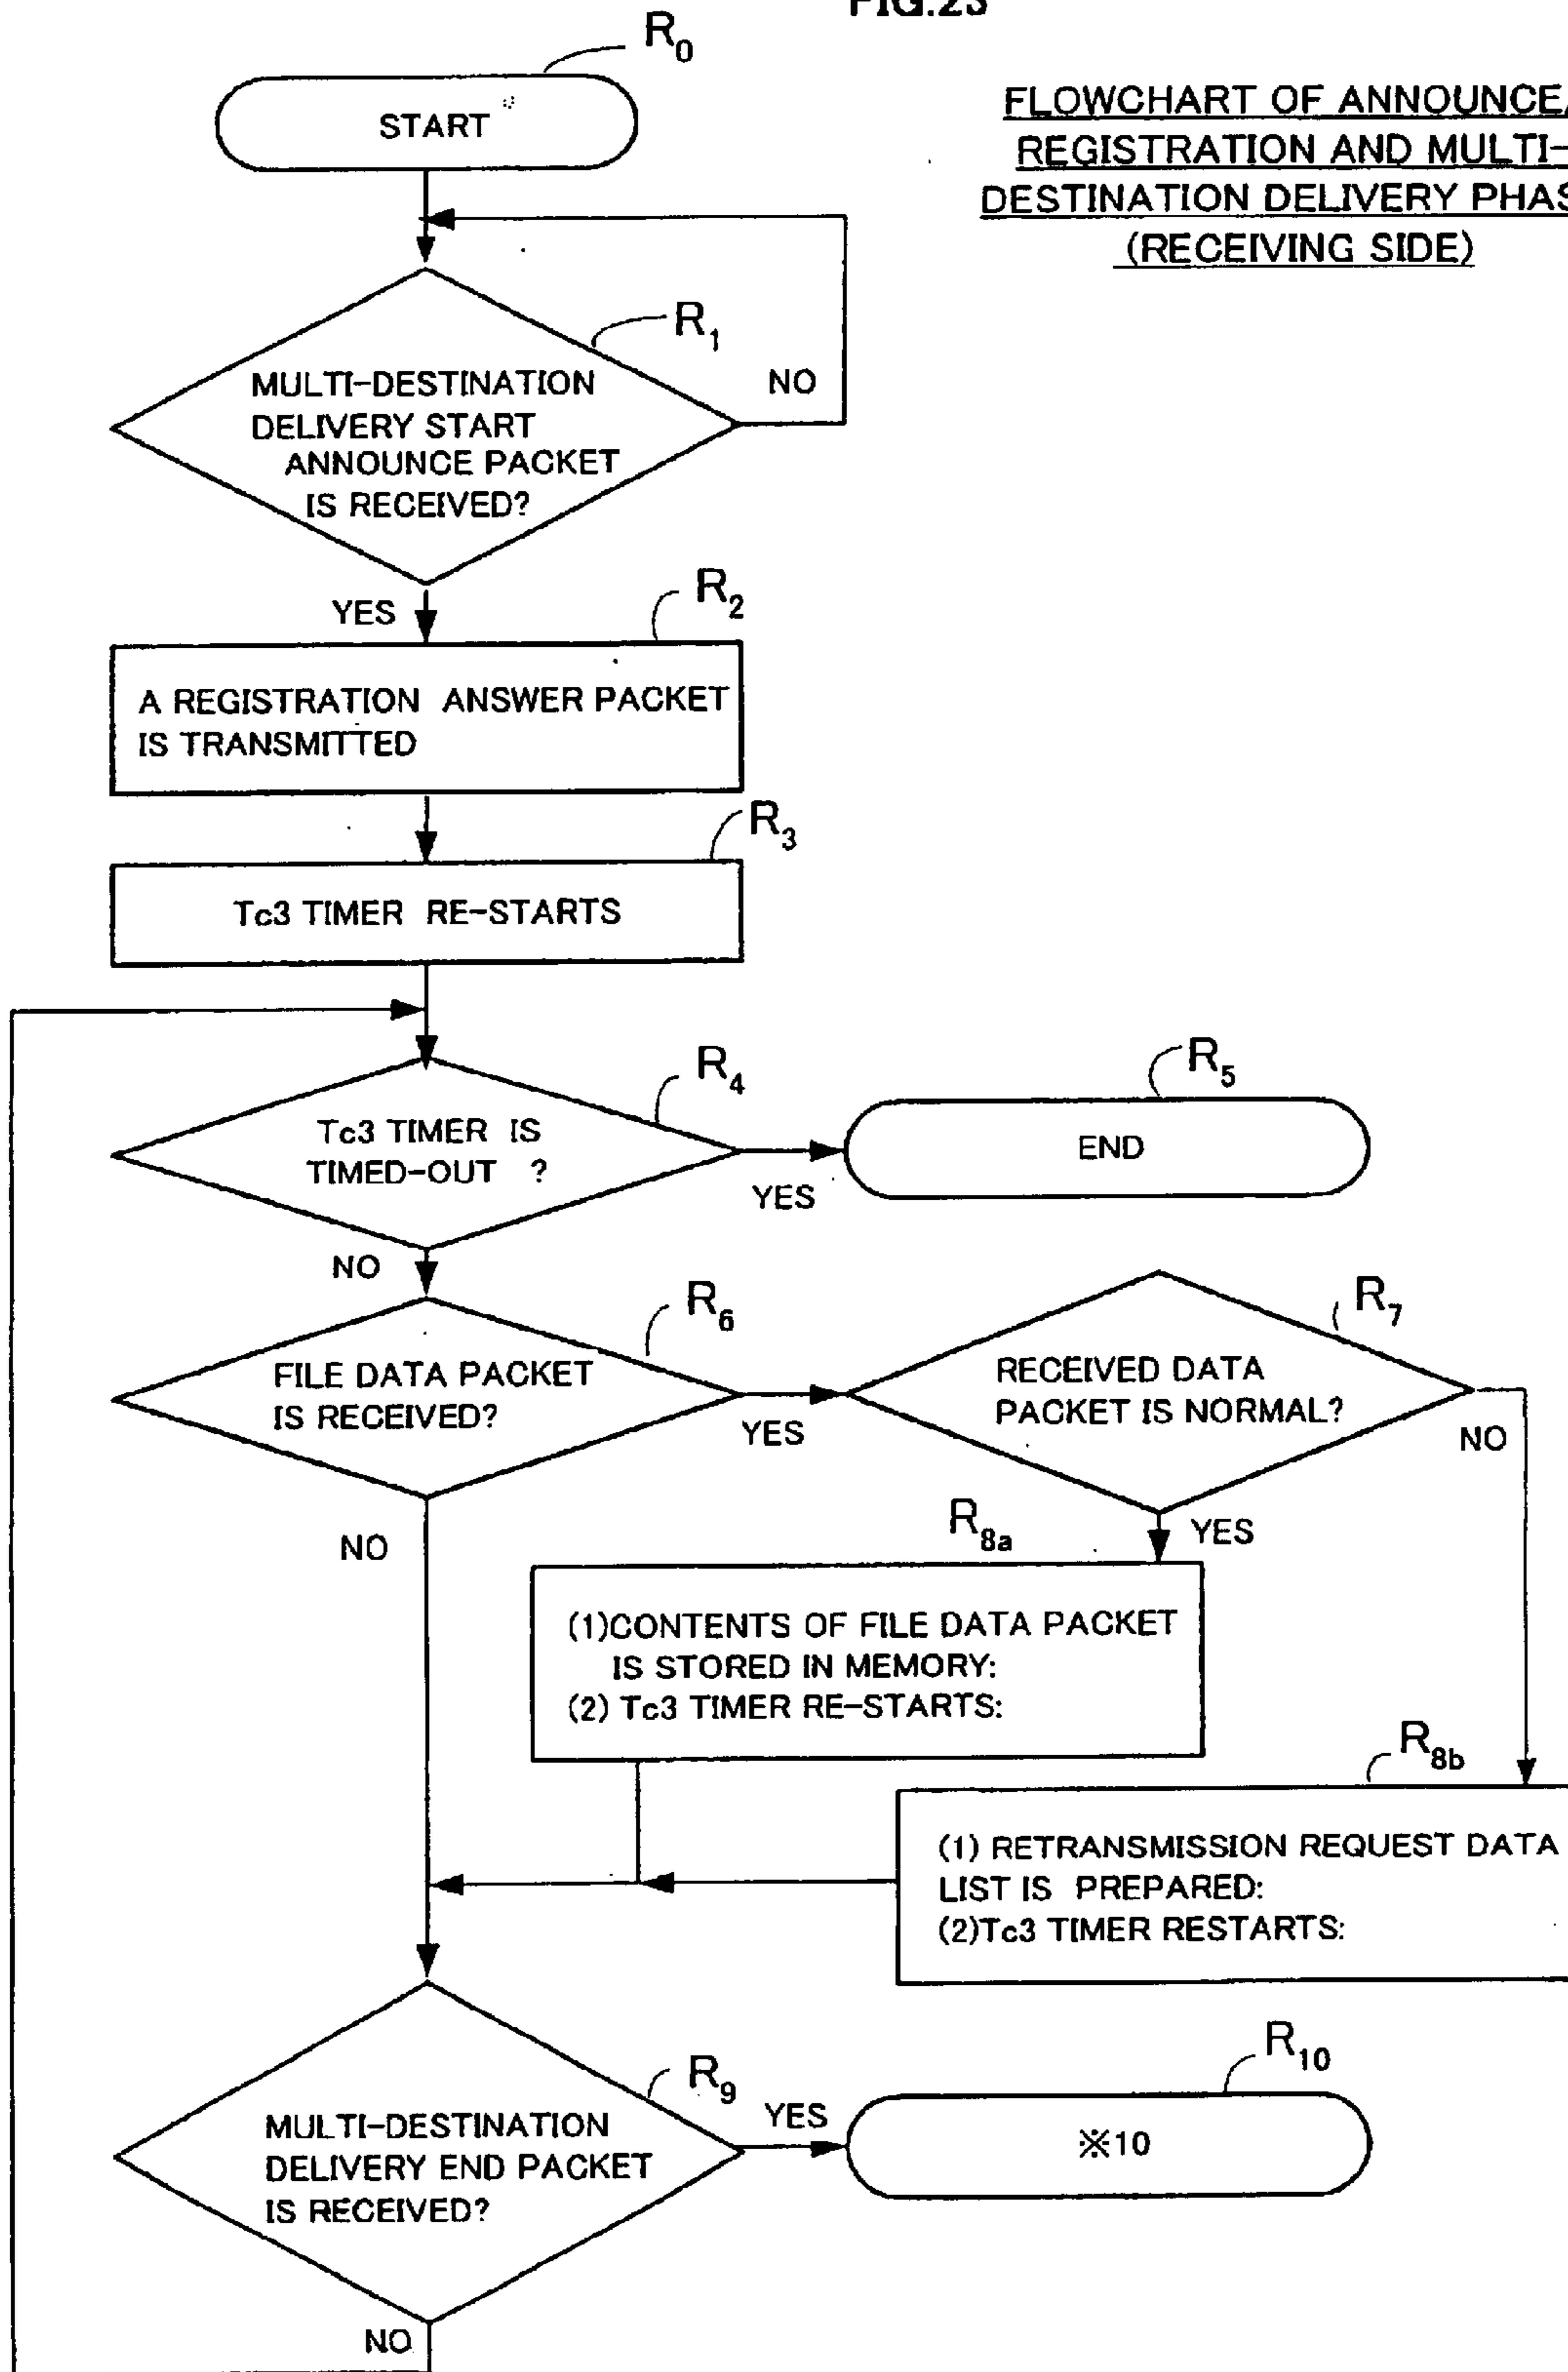 FIG.23
FLOWCHART OF ANNOUNCE/
REGISTRATION AND MULTI-
DESTINATION DELIVERY PHAS
(RECEIVING SIDE)
R0
START
R1
MULTI-DESTINATION
DELIVERY START
ANNOUNCE PACKET
IS RECEIVED?
NO
YES
R2
A REGISTRATION ANSWER PACKET
IS TRANSMITTED
R3
Tc3 TIMER RE-STARTS
R4
Tc3 TIMER IS
TIMED-OUT ?
YES
R5
END
NO
R6
FILE DATA PACKET
IS RECEIVED?
YES
R7
RECEIVED DATA
PACKET IS NORMAL?
NO
NO
YES
R8a
(1)CONTENTS OF FILE DATA PACKET
IS STORED IN MEMORY:
(2) Tc3 TIMER RE-STARTS:
R8b
(1) RETRANSMISSION REQUEST DATA
LIST IS PREPARED:
(2)Tc3 TIMER RESTARTS:
R9
MULTI-DESTINATION
DELIVERY END PACKET
IS RECEIVED?
YES
R10
※10
NO